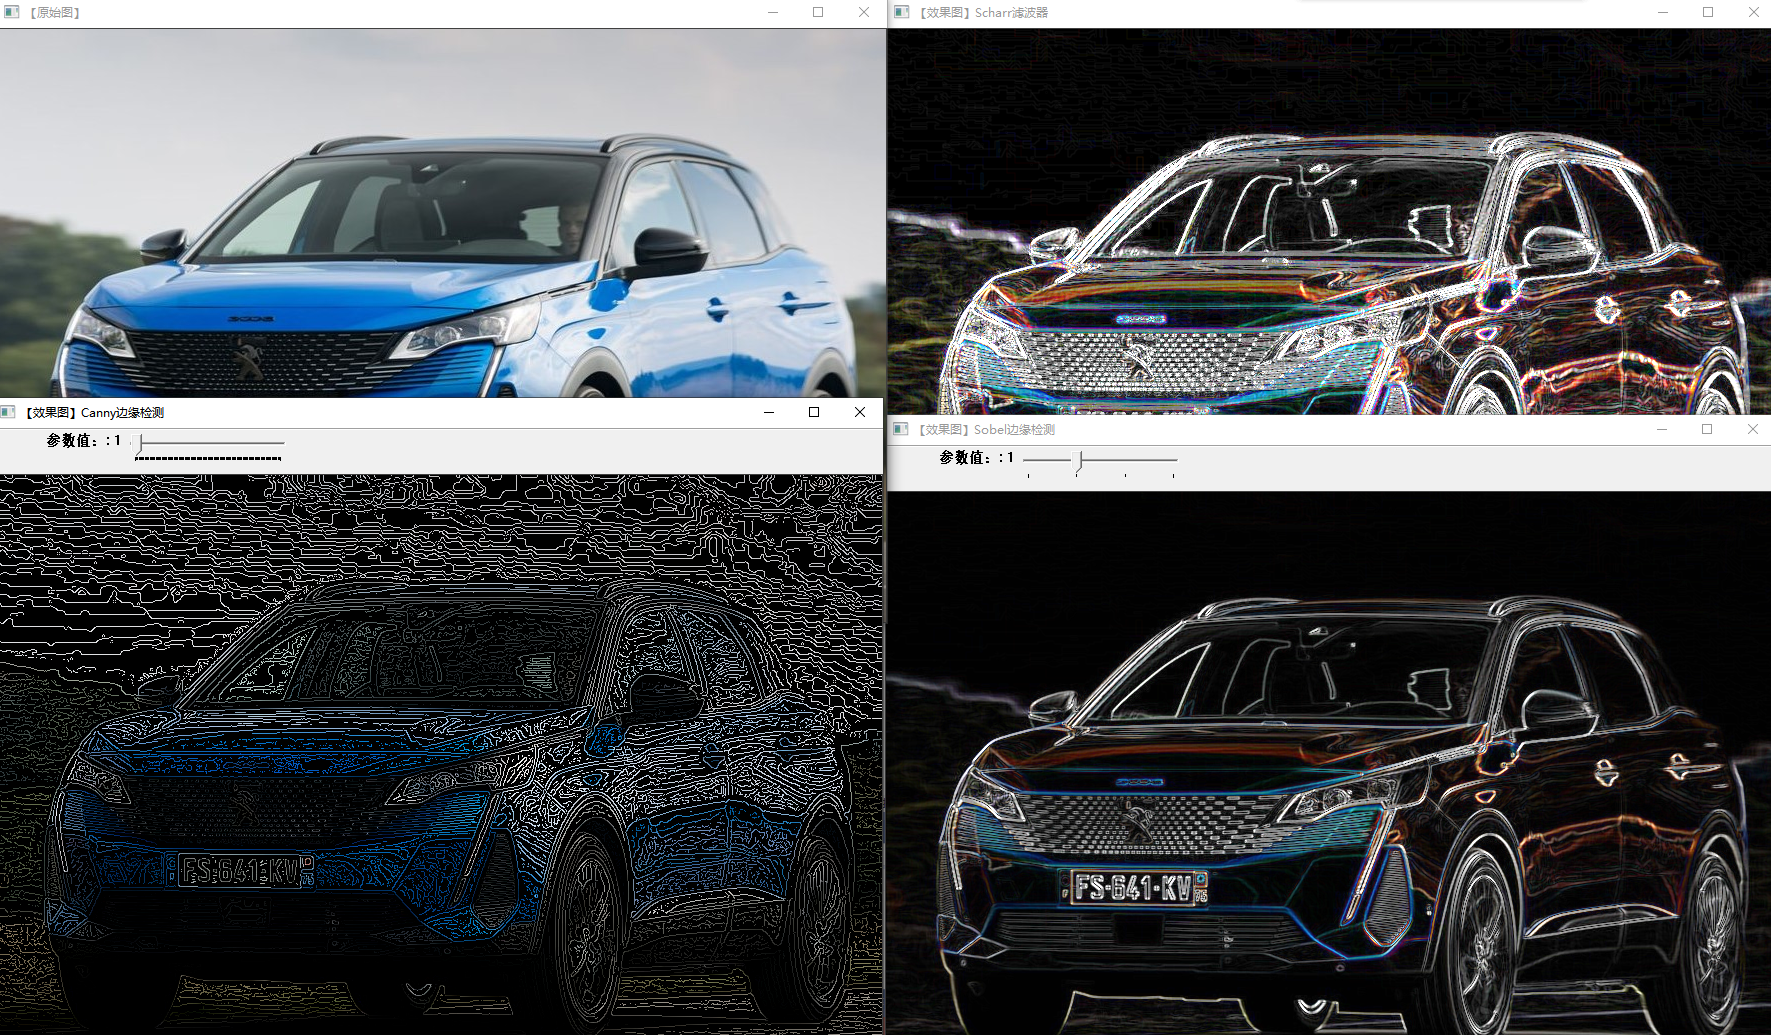 【原始图】
【效果图】Scharr滤波器
【效果图】Canny边缘检测
参数值：: 1
【效果图】Sobel边缘检测
参数值：: 1
3008
FS-641-KV
75
FS-641-KV